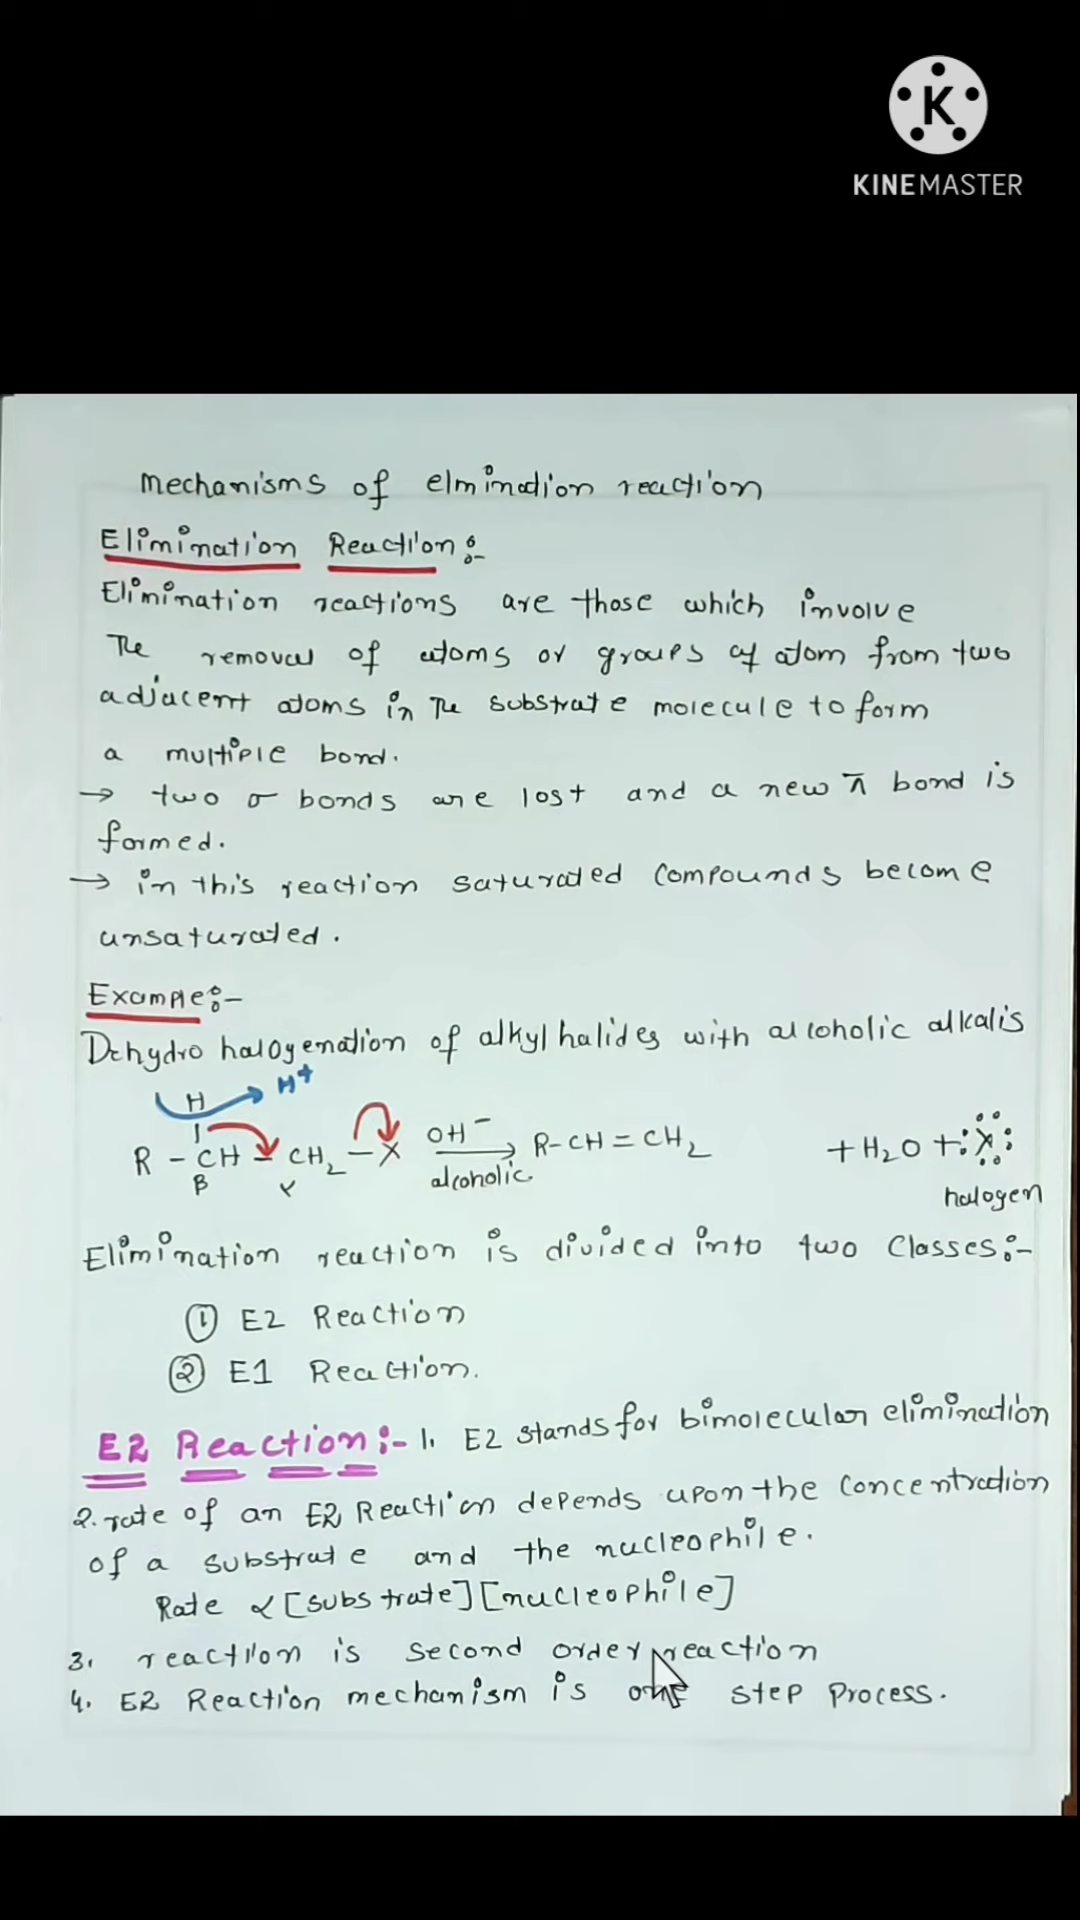 K
KINEMASTER
Mechanisms of elmination reaction
Elimination Reaction:-
Elimination reactions are those which involve
The removal of atoms or groups of atom from two
adjacent atoms in The substrate molecule to form
a multiple bond.
→ two σ bonds are lost and a new π bond is
formed.
→ in this reaction saturated compounds become
unsaturated.
Example:-
Dehydro halogenation of alkyl halides with alcoholic alkalis
H H+
R - CH - CH2 - X OH- → R-CH=CH2 + H2O + :X:
β alcoholic halogen
Elimination reaction is divided into two Classes:-
① E2 Reaction
② E1 Reaction.
E2 Reaction:- 1. E2 stands for bimolecular elimination
2. rate of an E2 Reaction depends upon the concentration
of a substrate and the nucleophile.
Rate ∝ [substrate][nucleophile]
3. reaction is second order reaction
4. E2 Reaction mechanism is one step process.